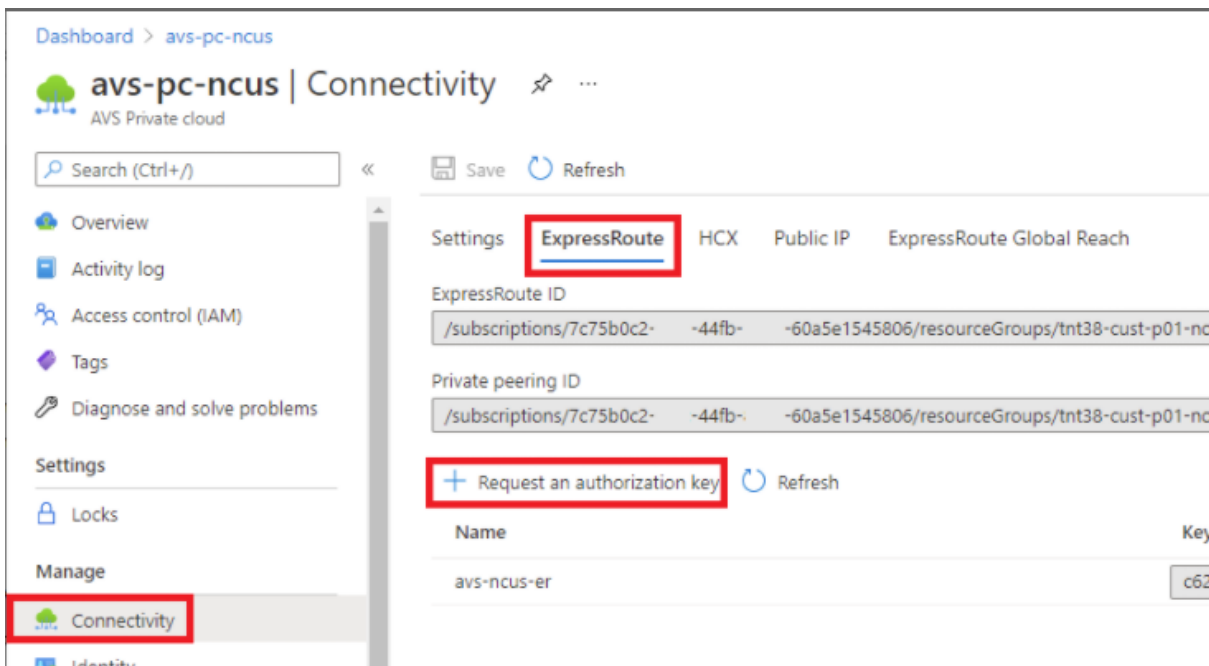 Dashboard > avs-pc-ncus
avs-pc-ncus | Connectivity ...
AVS Private cloud
Search (Ctrl+/)
«
Overview
Activity log
Access control (IAM)
Tags
Diagnose and solve problems
Settings
Locks
Manage
Connectivity
Identity
Save Refresh
Settings ExpressRoute HCX Public IP ExpressRoute Global Reach
ExpressRoute ID
/subscriptions/7c75b0c2- -44fb- -60a5e1545806/resourceGroups/tnt38-cust-p01-nc
Private peering ID
/subscriptions/7c75b0c2- -44fb- -60a5e1545806/resourceGroups/tnt38-cust-p01-nc
+ Request an authorization key Refresh
Name Key
avs-ncus-er c62